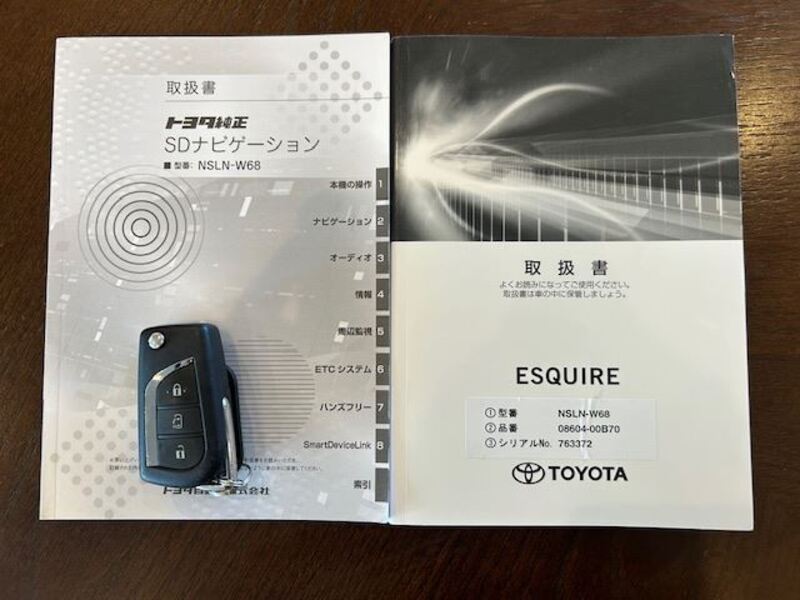 取扱書
トヨタ純正
SDナビゲーション
■ 型番: NSLN-W68
本機の操作 1
ナビゲーション 2
オーディオ 3
情報 4
周辺監視 5
ETCシステム 6
ハンズフリー 7
SmartDeviceLink 8
索引
取扱書
よくお読みになってご使用ください。
取扱書は車の中に保管しましょう。
ESQUIRE
①型番 NSLN-W68
②品番 08604-00B70
③シリアルNo. 763372
TOYOTA